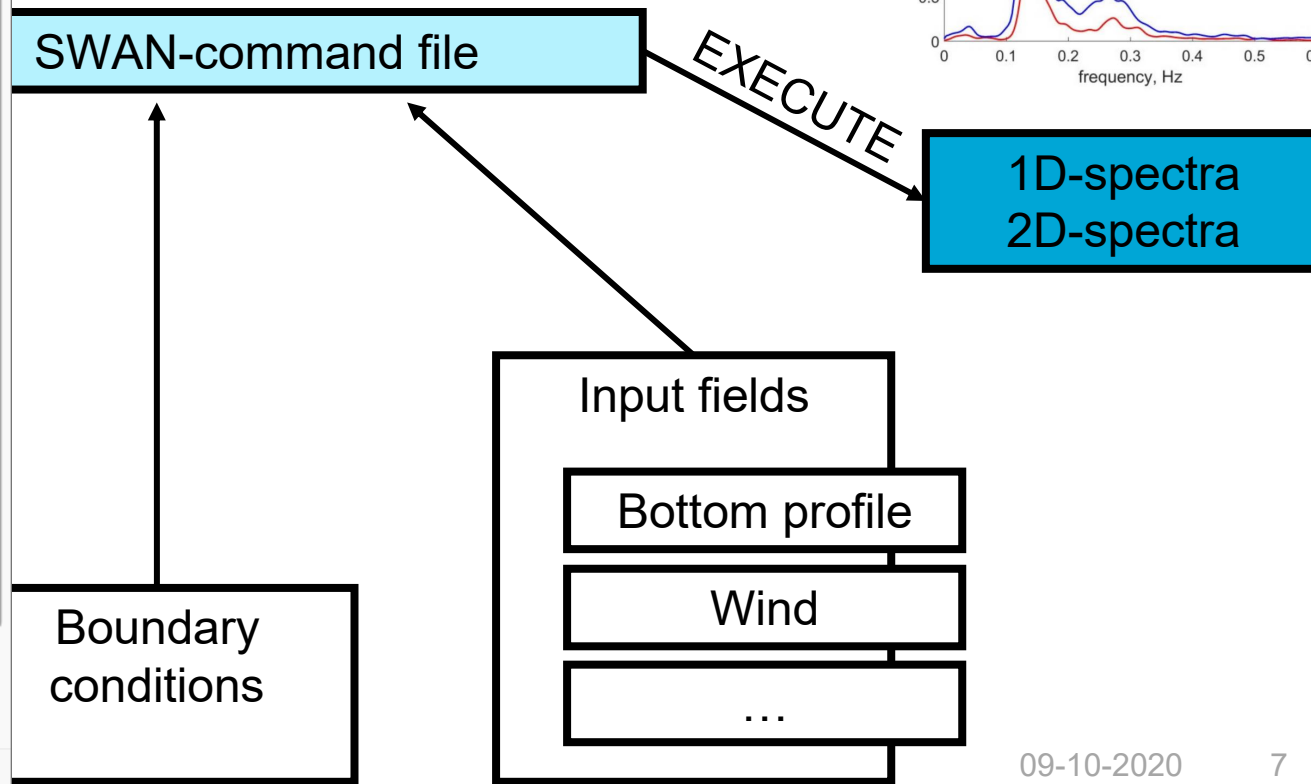 0
0.1
0.2
0.3
0.4
0.5
frequency, Hz
SWAN-command file
EXECUTE
1D-spectra
2D-spectra
Input fields
Bottom profile
Wind
…
Boundary
conditions
09-10-2020 7